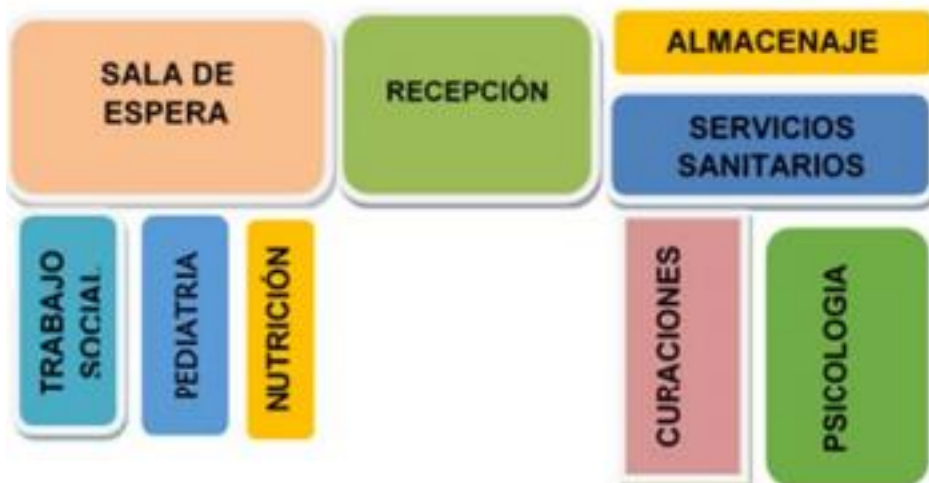 SALA DE
ESPERA
RECEPCIÓN
ALMACENAJE
SERVICIOS
SANITARIOS
TRABAJO
SOCIAL
PEDIATRIA
NUTRICIÓN
CURACIONES
PSICOLOGIA